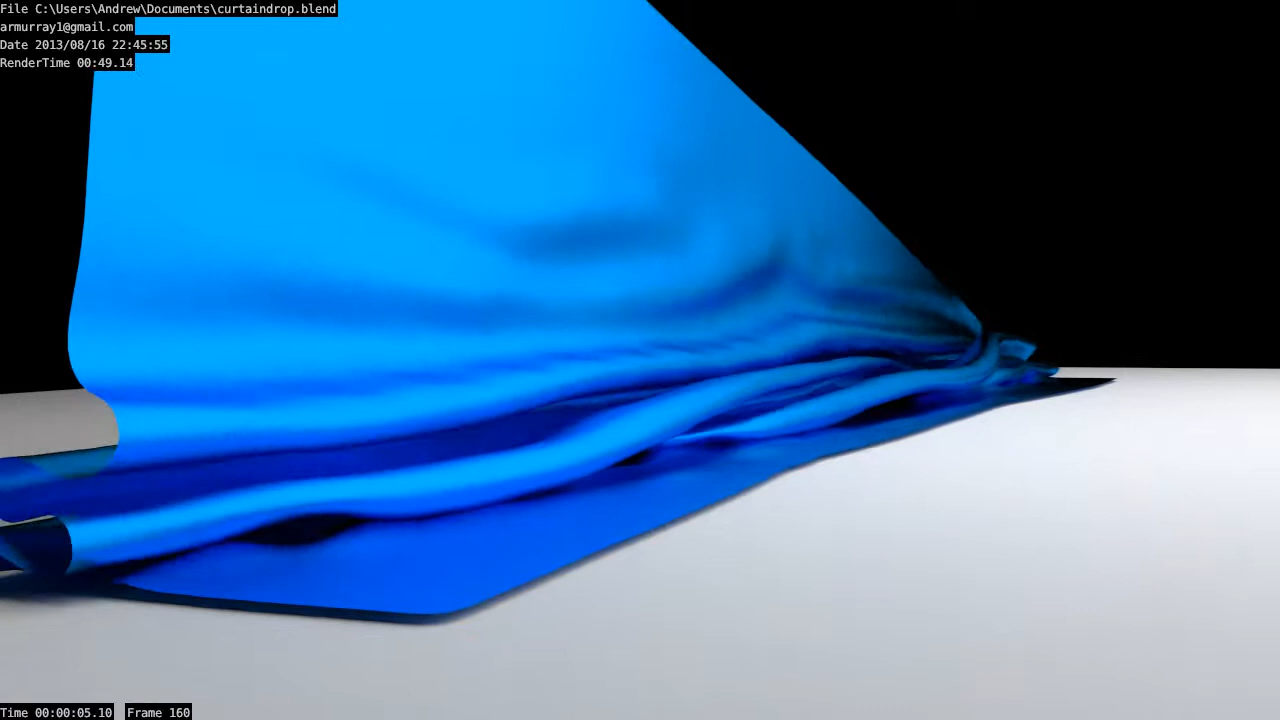 File C:\Users\Andrew\Documents\curtaindrop.blend
armurray1@gmail.com
Date 2013/08/16 22:45:55
RenderTime 00:49.14
Time 00:00:05.10 Frame 160